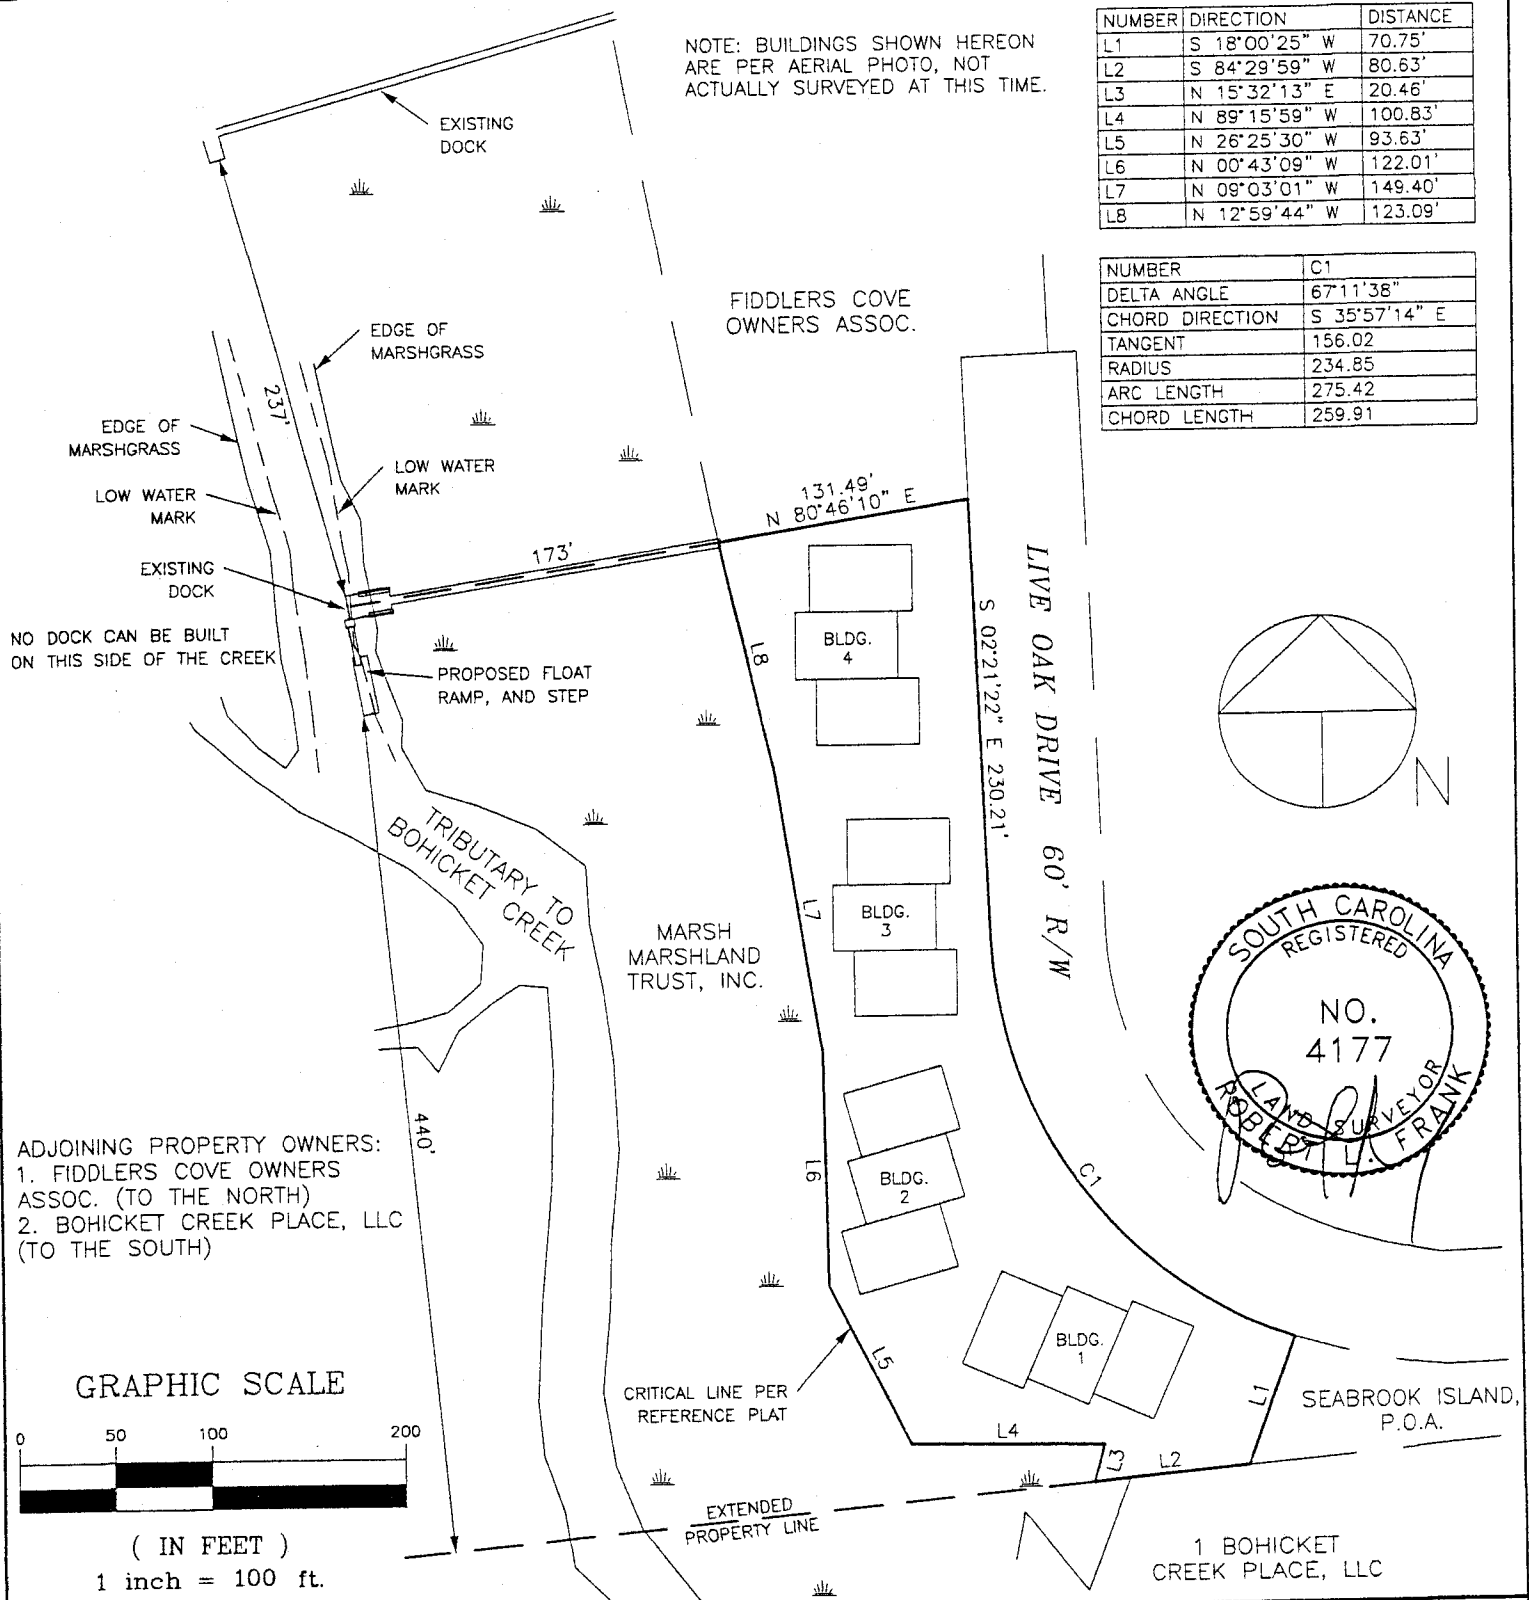 NOTE: BUILDINGS SHOWN HEREON
ARE PER AERIAL PHOTO, NOT
ACTUALLY SURVEYED AT THIS TIME.
NUMBER DIRECTION DISTANCE
L1 S 18°00'25" W 70.75'
L2 S 84°29'59" W 80.63'
L3 N 15°32'13" E 20.46'
L4 N 89°15'59" W 100.83'
L5 N 26°25'30" W 93.63'
L6 N 00°43'09" W 122.01'
L7 N 09°03'01" W 149.40'
L8 N 12°59'44" W 123.09'
NUMBER C1
DELTA ANGLE 67°11'38"
CHORD DIRECTION S 35°57'14" E
TANGENT 156.02
RADIUS 234.85
ARC LENGTH 275.42
CHORD LENGTH 259.91
EXISTING
DOCK
FIDDLERS COVE
OWNERS ASSOC.
EDGE OF
MARSHGRASS
237'
EDGE OF
MARSHGRASS
LOW WATER
MARK
LOW WATER
MARK
131.49'
N 80°46'10" E
173'
EXISTING
DOCK
NO DOCK CAN BE BUILT
ON THIS SIDE OF THE CREEK
PROPOSED FLOAT
RAMP, AND STEP
L8
BLDG.
4
S 02°21'22" E 230.21'
LIVE OAK DRIVE 60' R/W
N
TRIBUTARY TO
BOHICKET CREEK
MARSH
MARSHLAND
TRUST, INC.
L7
BLDG.
3
SOUTH CAROLINA
REGISTERED
NO.
4177
LAND SURVEYOR
ROBERT L. FRANK
440'
ADJOINING PROPERTY OWNERS:
1. FIDDLERS COVE OWNERS
ASSOC. (TO THE NORTH)
2. BOHICKET CREEK PLACE, LLC
(TO THE SOUTH)
L6
BLDG.
2
C1
BLDG.
1
L5
CRITICAL LINE PER
REFERENCE PLAT
L1
SEABROOK ISLAND,
P.O.A.
L4
L3
L2
GRAPHIC SCALE
0 50 100 200
( IN FEET )
1 inch = 100 ft.
EXTENDED
PROPERTY LINE
1 BOHICKET
CREEK PLACE, LLC